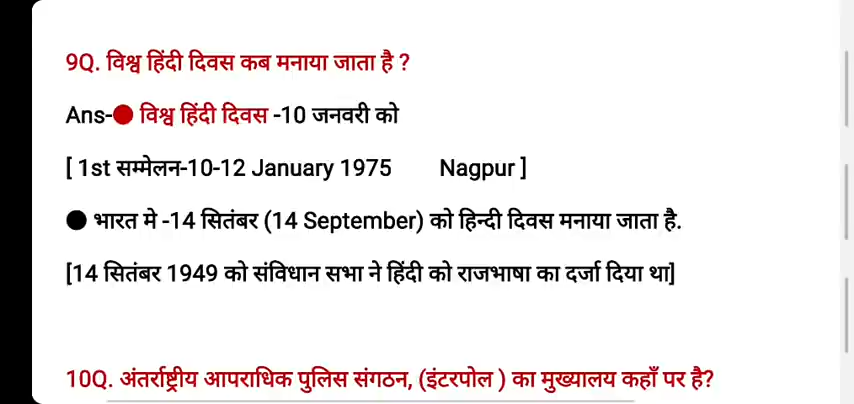 9Q. विश्व हिंदी दिवस कब मनाया जाता है ?
Ans-● विश्व हिंदी दिवस -10 जनवरी को
[ 1st सम्मेलन-10-12 January 1975 Nagpur ]
● भारत मे -14 सितंबर (14 September) को हिन्दी दिवस मनाया जाता है.
[14 सितंबर 1949 को संविधान सभा ने हिंदी को राजभाषा का दर्जा दिया था]
10Q. अंतर्राष्ट्रीय आपराधिक पुलिस संगठन, (इंटरपोल ) का मुख्यालय कहाँ पर है?